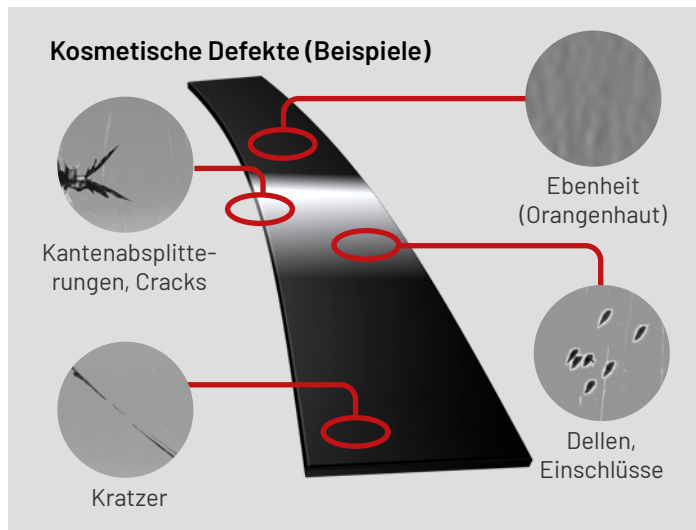 Kosmetische Defekte (Beispiele)
Kantenabsplitte-
rungen, Cracks
Ebenheit
(Orangenhaut)
Kratzer
Dellen,
Einschlüsse